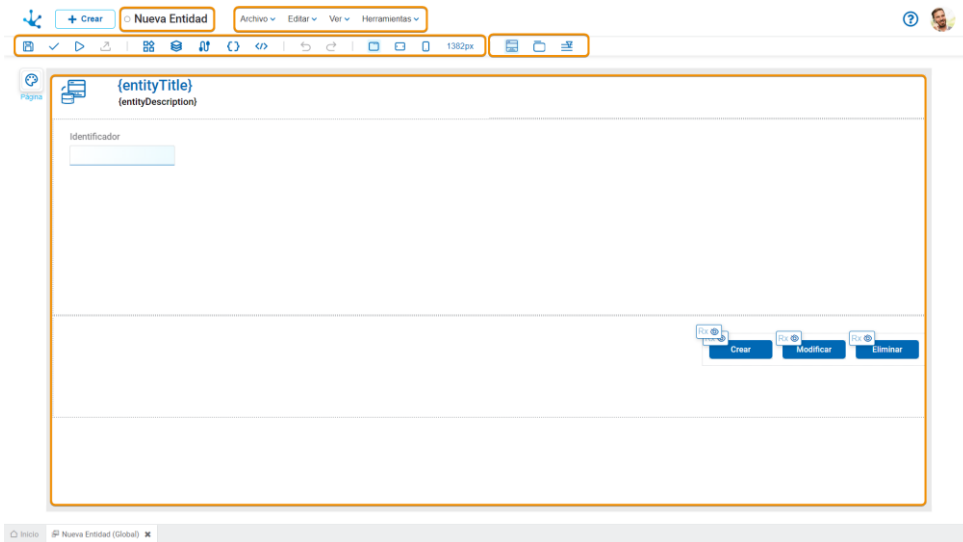 + Crear
Nueva Entidad
Archivo Editar Ver Herramientas
1382px
Página
{entityTitle}
{entityDescription}
Identificador
Rx
Rx Rx Rx
Crear Modificar Eliminar
Inicio Nueva Entidad (Global)